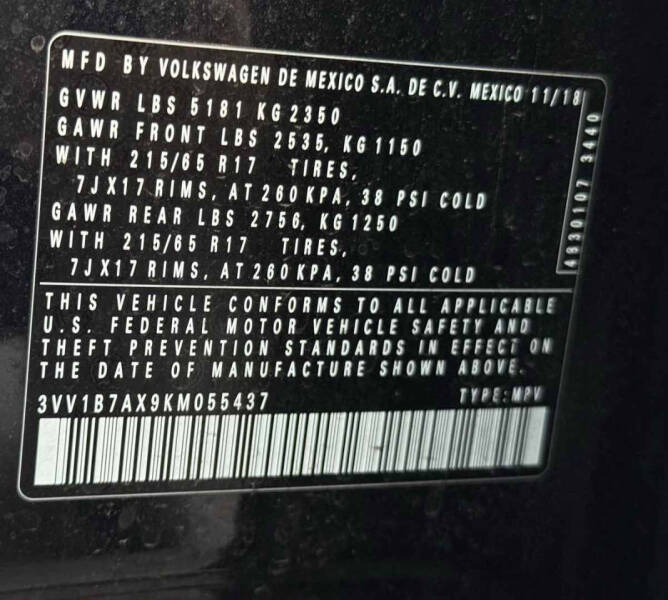 MFD BY VOLKSWAGEN DE MEXICO S.A. DE C.V. MEXICO 11/18
GVWR LBS 5181 KG 2350
GAWR FRONT LBS 2535, KG 1150
WITH 215/65 R17 TIRES,
7JX17 RIMS, AT 260 KPA, 38 PSI COLD
GAWR REAR LBS 2756, KG 1250
WITH 215/65 R17 TIRES,
7JX17 RIMS, AT 260 KPA, 38 PSI COLD
4830107 3440
THIS VEHICLE CONFORMS TO ALL APPLICABLE
U.S. FEDERAL MOTOR VEHICLE SAFETY AND
THEFT PREVENTION STANDARDS IN EFFECT ON
THE DATE OF MANUFACTURE SHOWN ABOVE.
3VV1B7AX9KM055437 TYPE: MPV